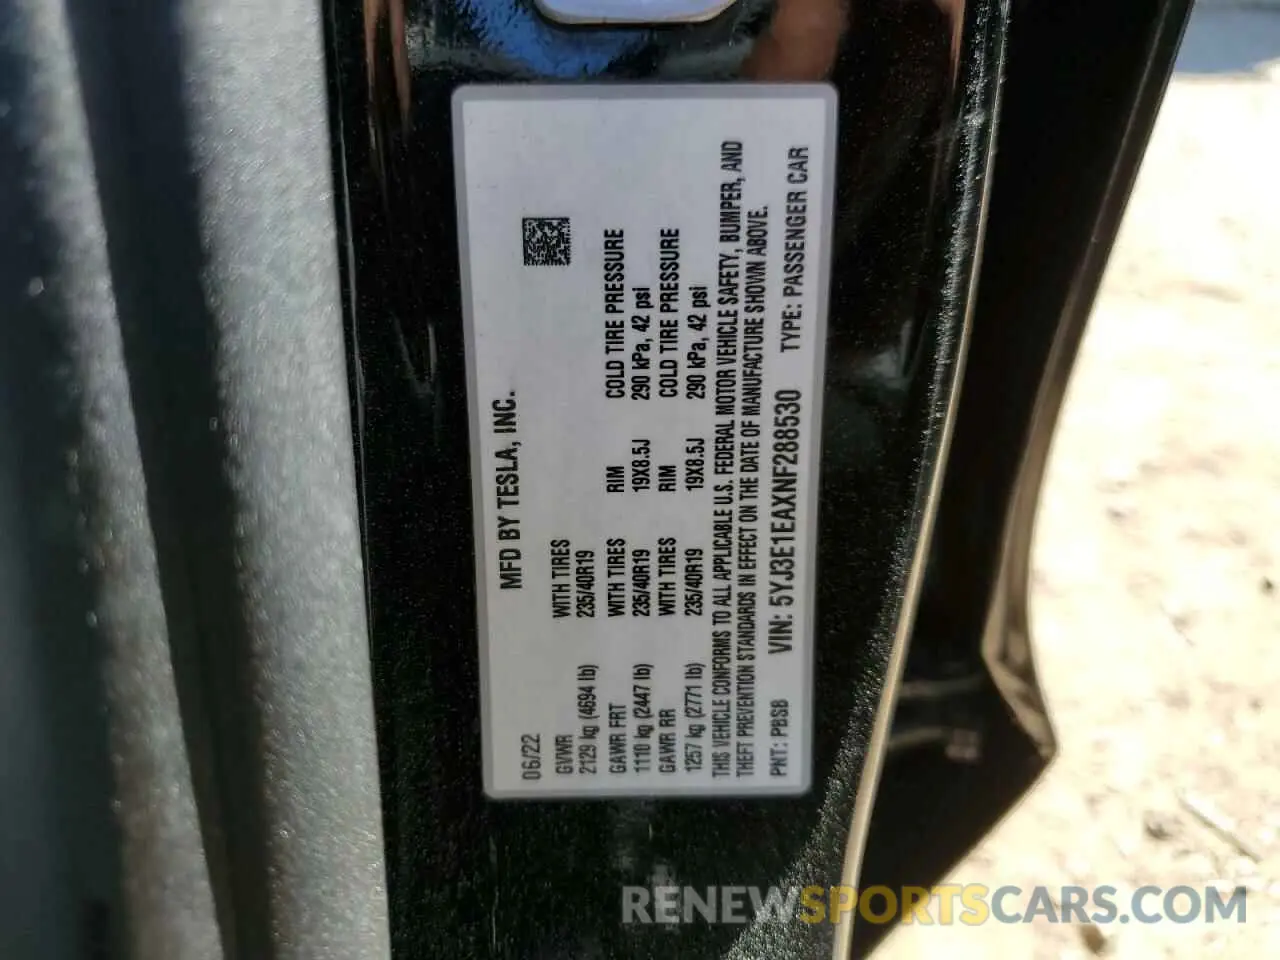 MFD BY TESLA, INC.
06/22
GVWR WITH TIRES
2129 kg (4694 lb) 235/40R19
GAWR FRT WITH TIRES RIM COLD TIRE PRESSURE
1110 kg (2447 lb) 235/40R19 19X8.5J 290 kPa, 42 psi
GAWR RR WITH TIRES RIM COLD TIRE PRESSURE
1257 kg (2771 lb) 235/40R19 19X8.5J 290 kPa, 42 psi
THIS VEHICLE CONFORMS TO ALL APPLICABLE U.S. FEDERAL MOTOR VEHICLE SAFETY, BUMPER, AND
THEFT PREVENTION STANDARDS IN EFFECT ON THE DATE OF MANUFACTURE SHOWN ABOVE.
PNT: PBSB VIN: 5YJ3E1EAXNF288530 TYPE: PASSENGER CAR
RENEWSPORTSCARS.COM